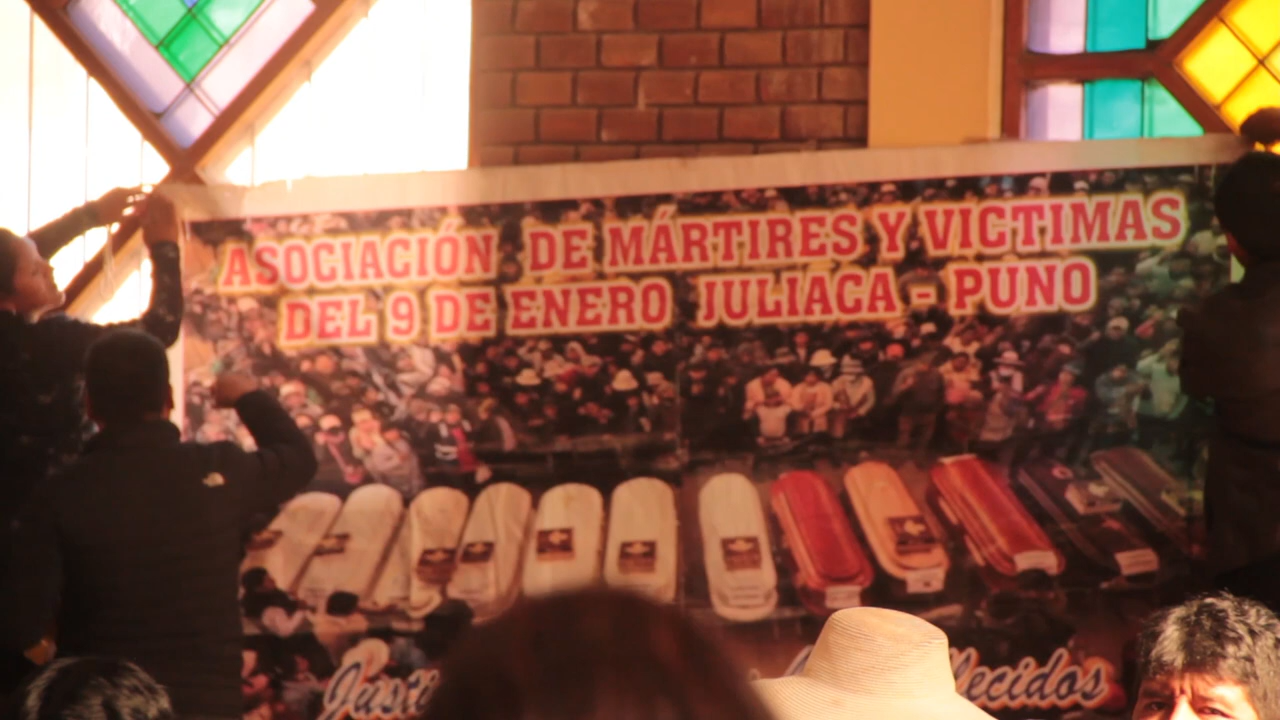 ASOCIACIÓN DE MÁRTIRES Y VICTIMAS
DEL 9 DE ENERO JULIACA - PUNO